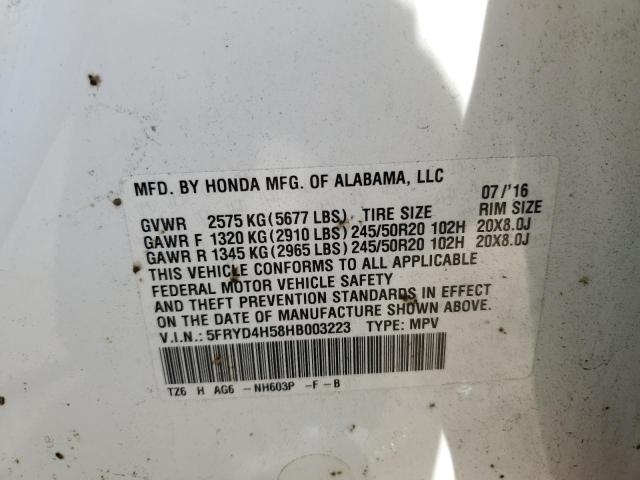 MFD. BY HONDA MFG. OF ALABAMA, LLC 07/'16
GVWR 2575 KG(5677 LBS) TIRE SIZE RIM SIZE
GAWR F 1320 KG(2910 LBS)245/50R20 102H 20X8.0J
GAWR R 1345 KG(2965 LBS)245/50R20 102H 20X8.0J
THIS VEHICLE CONFORMS TO ALL APPLICABLE
FEDERAL MOTOR VEHICLE SAFETY
AND THEFT PREVENTION STANDARDS IN EFFECT
ON THE DATE OF MANUFACTURE SHOWN ABOVE.
V.I.N.:5FRYD4H58HB003223 TYPE: MPV
TZ6 H AG6 -NH603P -F-B